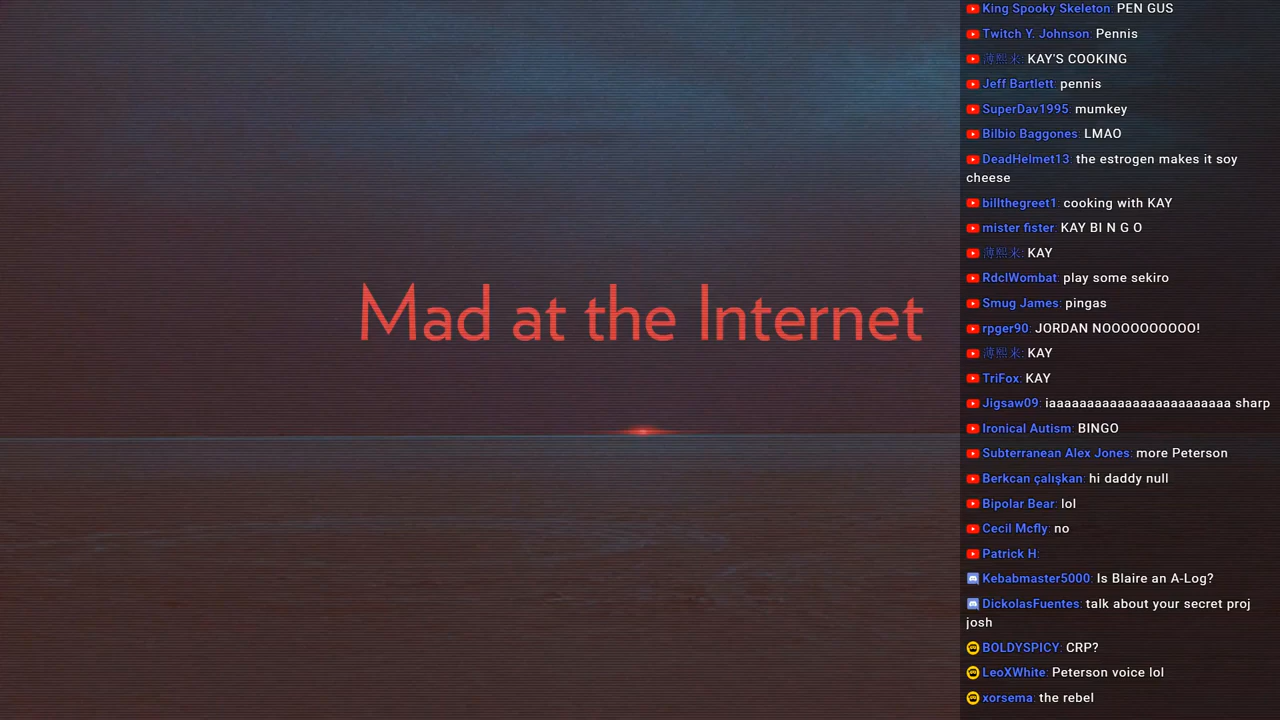 Mad at the Internet
King Spooky Skeleton: PEN GUS
Twitch Y. Johnson: Pennis
薄熙来: KAY'S COOKING
Jeff Bartlett: pennis
SuperDav1995: mumkey
Bilbio Baggones: LMAO
DeadHelmet13: the estrogen makes it soy
cheese
billthegreet1: cooking with KAY
mister fister: KAY BI N G O
薄熙来: KAY
RdclWombat: play some sekiro
Smug James: pingas
rpger90: JORDAN NOOOOOOOOOO!
薄熙来: KAY
TriFox: KAY
Jigsaw09: iaaaaaaaaaaaaaaaaaaaaaaaa sharp
Ironical Autism: BINGO
Subterranean Alex Jones: more Peterson
Berkcan çalışkan: hi daddy null
Bipolar Bear: lol
Cecil Mcfly: no
Patrick H:
Kebabmaster5000: Is Blaire an A-Log?
DickolasFuentes: talk about your secret proj
josh
BOLDYSPICY: CRP?
LeoXWhite: Peterson voice lol
xorsema: the rebel